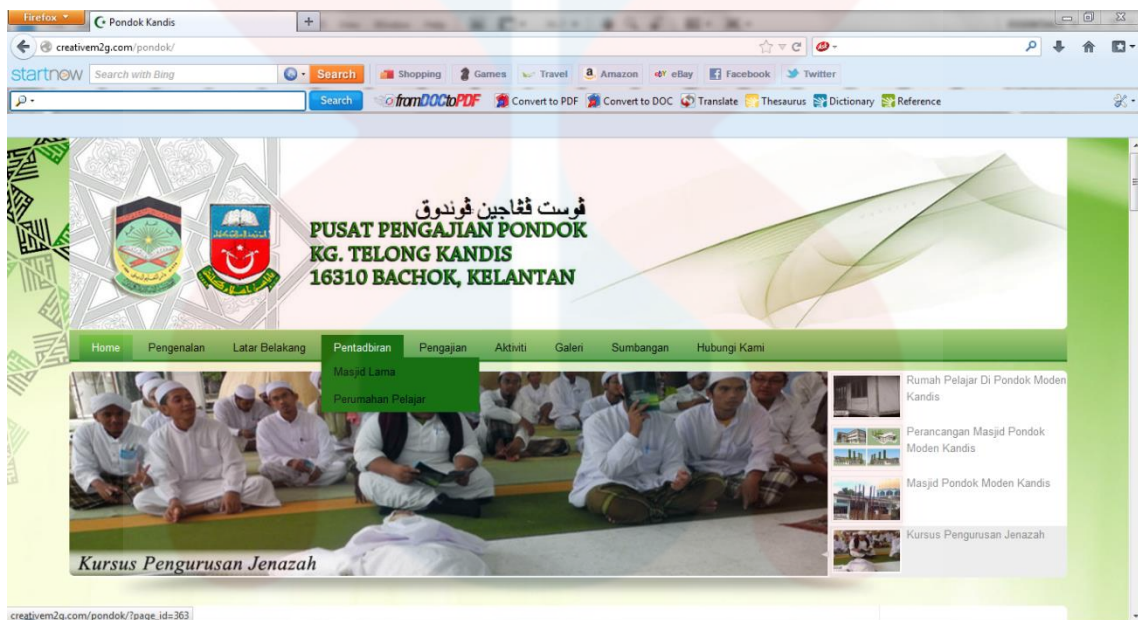 Firefox
Pondok Kandis
creativem2g.com/pondok/
startnow Search with Bing Search Shopping Games Travel Amazon eBay Facebook Twitter
Search fromDOCtoPDF Convert to PDF Convert to DOC Translate Thesaurus Dictionary Reference
ڤوست ڤڠاجين ڤوندوق
PUSAT PENGAJIAN PONDOK
KG. TELONG KANDIS
16310 BACHOK, KELANTAN
Home Pengenalan Latar Belakang Pentadbiran Pengajian Aktiviti Galeri Sumbangan Hubungi Kami
Masjid Lama
Perumahan Pelajar
Rumah Pelajar Di Pondok Moden
Kandis
Perancangan Masjid Pondok
Moden Kandis
Masjid Pondok Moden Kandis
Kursus Pengurusan Jenazah
Kursus Pengurusan Jenazah
creativem2g.com/pondok/?page_id=363